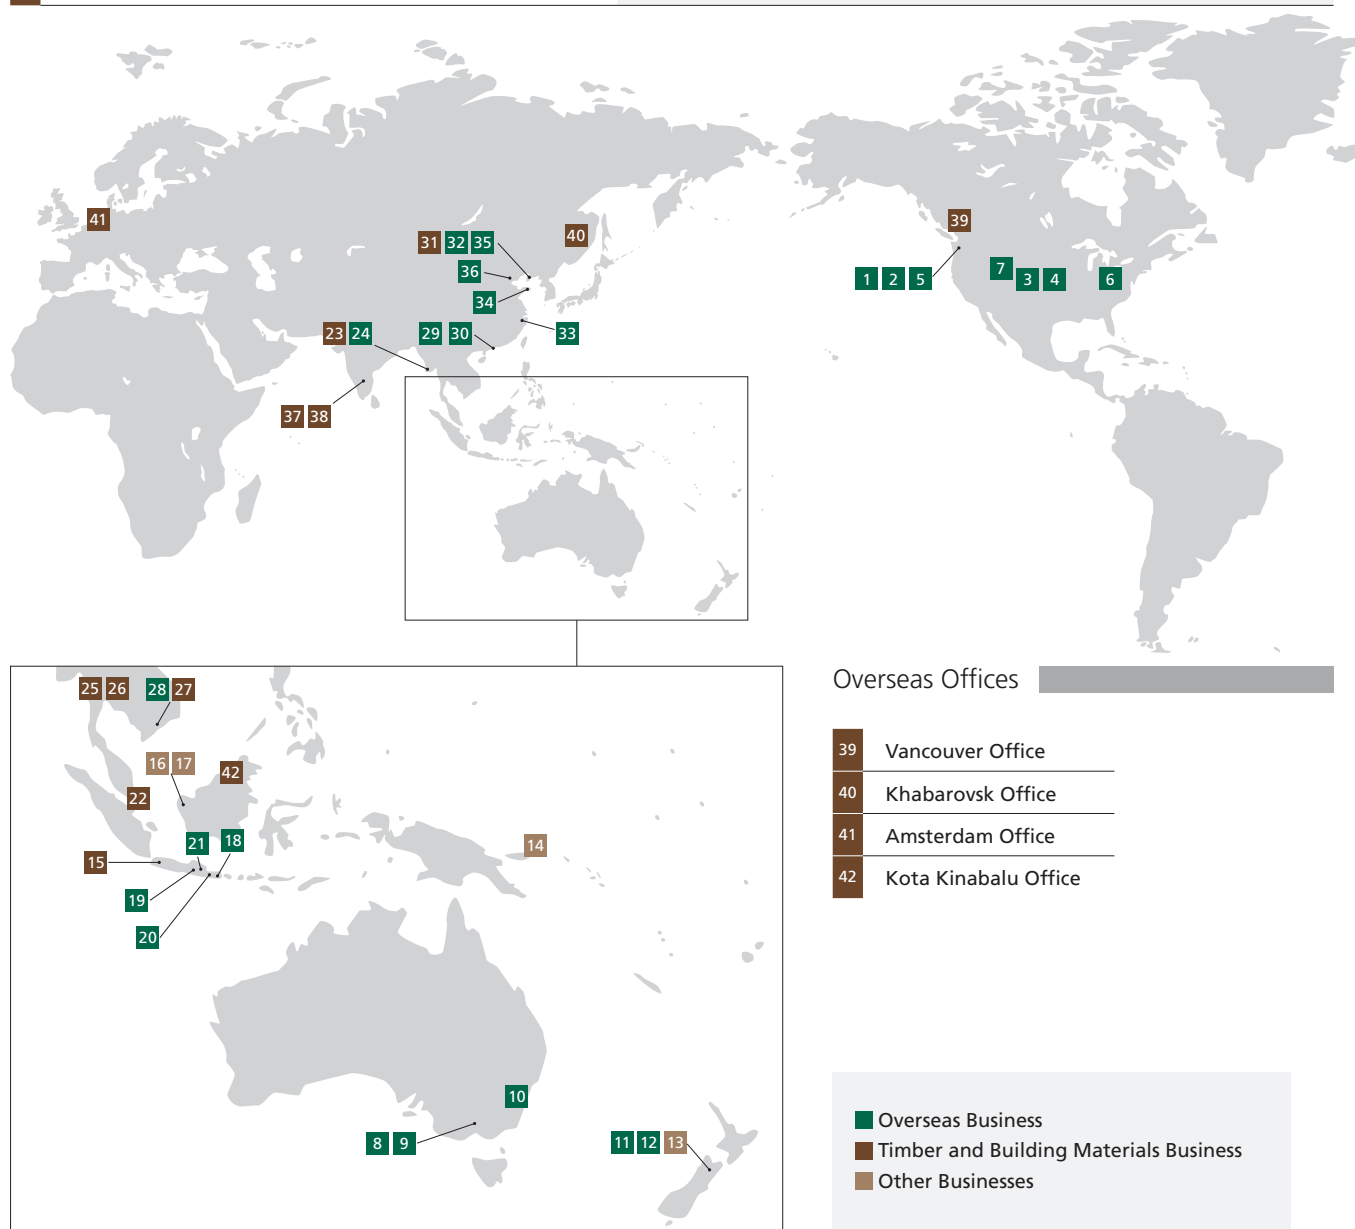 39
41
31 32 35
40
36
7
1 2 5
3 4
6
34
23 24
29 30
33
37 38
Overseas Offices
25 26
28 27
39 Vancouver Office
16 17
42
40 Khabarovsk Office
22
41 Amsterdam Office
21
18
14
15
42 Kota Kinabalu Office
19
20
10
8 9
11 12 13
Overseas Business
Timber and Building Materials Business
Other Businesses